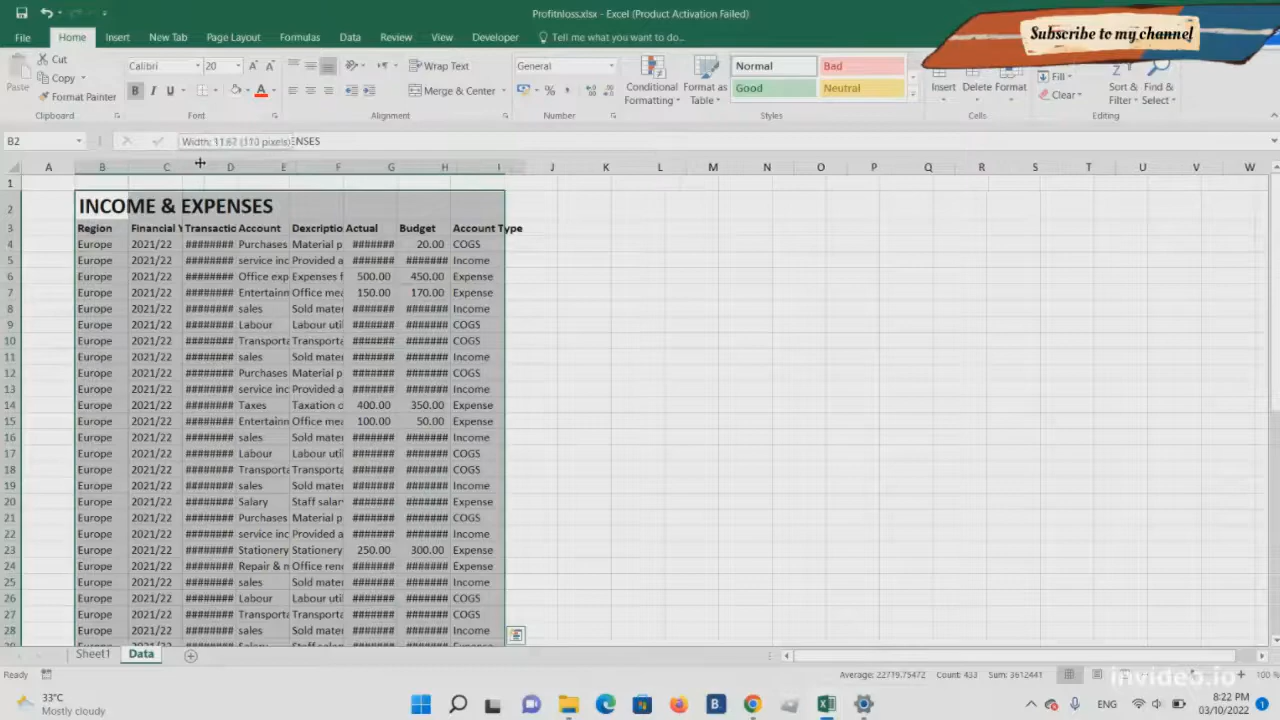 Profitnloss.xlsx - Excel (Product Activation Failed)
Subscribe to my channel
File Home Insert New Tab Page Layout Formulas Data Review View Developer Tell me what you want to do...
Cut
Copy
Format Painter
Paste
Clipboard
Calibri 20
Font
Wrap Text
Merge & Center
Alignment
General
Number
Conditional Formatting
Format as Table
Normal Bad
Good Neutral
Styles
Insert Delete Format
Cells
Fill
Clear
Sort & Filter
Find & Select
Editing
B2
A B C D E F G H I J K L M N O P Q R S T U V W
1
2 INCOME & EXPENSES
3 Region Financial Y Transactio Account Dexcriptio Actual Budget Account Type
4 Europe 2021/22 ######## Purchases Material p ####### 20.00 COGS
5 Europe 2021/22 ######## service inc Provided a ####### ####### Income
6 Europe 2021/22 ######## Office exp Expenses f 500.00 450.00 Expense
7 Europe 2021/22 ######## Entertainn Office mea 150.00 170.00 Expense
8 Europe 2021/22 ######## sales Sold mater ####### ####### Income
9 Europe 2021/22 ######## Labour Labour util ####### ####### COGS
10 Europe 2021/22 ######## Transporta Transporta ####### ####### COGS
11 Europe 2021/22 ######## sales Sold mater ####### ####### Income
12 Europe 2021/22 ######## Purchases Material p ####### ####### COGS
13 Europe 2021/22 ######## service inc Provided a ####### ####### Income
14 Europe 2021/22 ######## Taxes Taxation o 400.00 350.00 Expense
15 Europe 2021/22 ######## Entertainn Office mea 100.00 50.00 Expense
16 Europe 2021/22 ######## sales Sold mater ####### ####### Income
17 Europe 2021/22 ######## Labour Labour util ####### ####### COGS
18 Europe 2021/22 ######## Transporta Transporta ####### ####### COGS
19 Europe 2021/22 ######## sales Sold mater ####### ####### Income
20 Europe 2021/22 ######## Salary Staff salar ####### ####### Expense
21 Europe 2021/22 ######## Purchases Material p ####### ####### COGS
22 Europe 2021/22 ######## service inc Provided a ####### ####### Income
23 Europe 2021/22 ######## Stationery Stationery 250.00 300.00 Expense
24 Europe 2021/22 ######## Repair & n Office ren ####### ####### Expense
25 Europe 2021/22 ######## sales Sold mater ####### ####### Income
26 Europe 2021/22 ######## Labour Labour util ####### ####### COGS
27 Europe 2021/22 ######## Transporta Transporta ####### ####### COGS
28 Europe 2021/22 ######## sales Sold mater ####### ####### Income
Sheet1 Data
Ready Average: 22719.75472 Count: 433 Sum: 3612441 100 %
invideo.io
33°C
Mostly cloudy
ENG
8:22 PM
03/10/2022